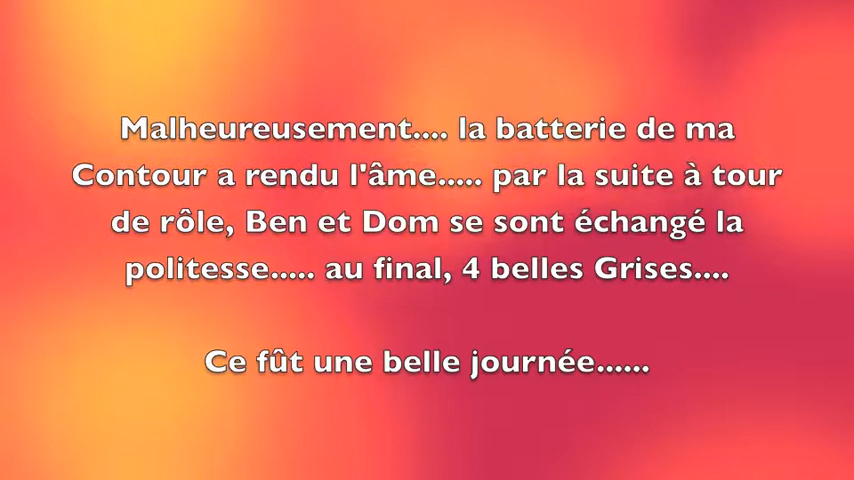 Malheureusement.... la batterie de ma
Contour a rendu l'âme..... par la suite à tour
de rôle, Ben et Dom se sont échangé la
politesse..... au final, 4 belles Grises....
Ce fût une belle journée......